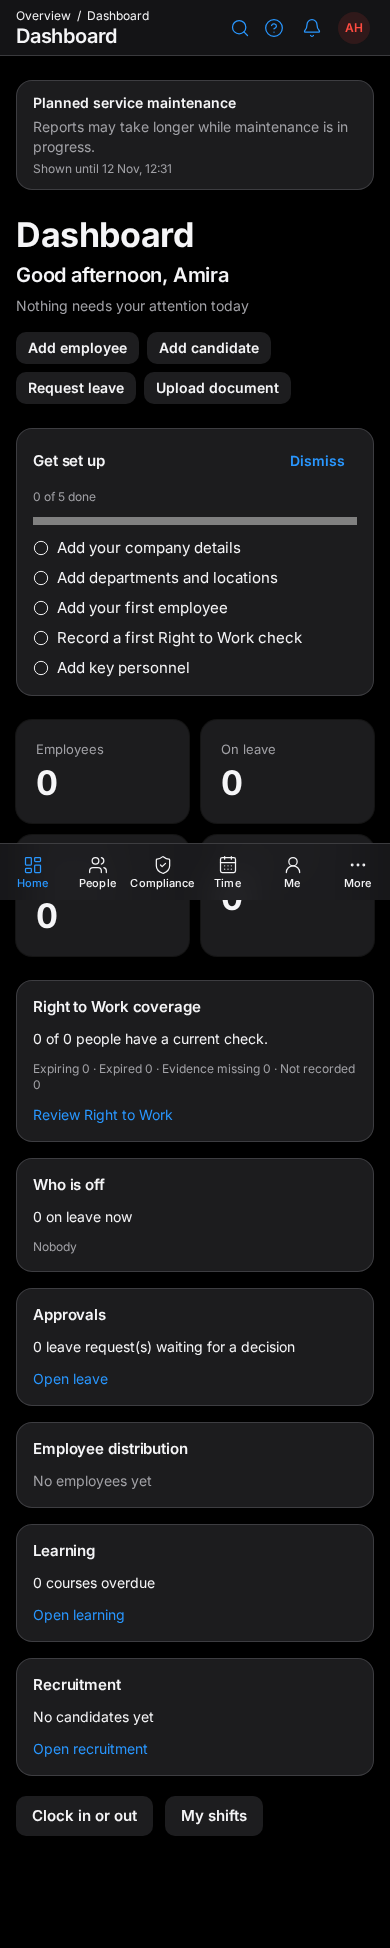 Overview / Dashboard
Dashboard
AH
Planned service maintenance
Reports may take longer while maintenance is in
progress.
Shown until 12 Nov, 12:31
Dashboard
Good afternoon, Amira
Nothing needs your attention today
Add employee
Add candidate
Request leave
Upload document
Get set up
Dismiss
0 of 5 done
Add your company details
Add departments and locations
Add your first employee
Record a first Right to Work check
Add key personnel
Employees
0
On leave
0
Home
People
Compliance
Time
Me
More
0
0
Right to Work coverage
0 of 0 people have a current check.
Expiring 0 · Expired 0 · Evidence missing 0 · Not recorded
0
Review Right to Work
Who is off
0 on leave now
Nobody
Approvals
0 leave request(s) waiting for a decision
Open leave
Employee distribution
No employees yet
Learning
0 courses overdue
Open learning
Recruitment
No candidates yet
Open recruitment
Clock in or out
My shifts